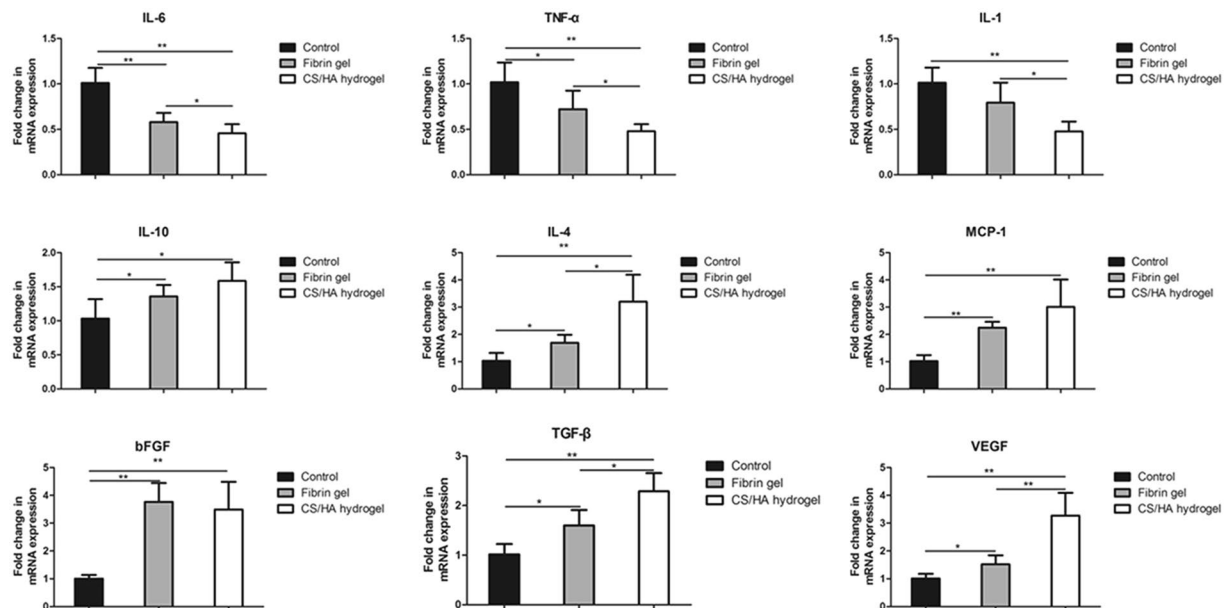 IL-6
**
**
*
Fold change in
mRNA expression
1.5
1.0
0.5
0.0
Control
Fibrin gel
CS/HA hydrogel
TNF-α
**
*
*
Fold change in
mRNA expression
1.5
1.0
0.5
0.0
Control
Fibrin gel
CS/HA hydrogel
IL-1
**
*
Fold change in
mRNA expression
1.5
1.0
0.5
0.0
Control
Fibrin gel
CS/HA hydrogel
IL-10
*
*
Fold change in
mRNA expression
2.0
1.5
1.0
0.5
0.0
Control
Fibrin gel
CS/HA hydrogel
IL-4
**
*
*
Fold change in
mRNA expression
5
4
3
2
1
0
Control
Fibrin gel
CS/HA hydrogel
MCP-1
**
**
Fold change in
mRNA expression
5
4
3
2
1
0
Control
Fibrin gel
CS/HA hydrogel
bFGF
**
**
Fold change in
mRNA expression
5
4
3
2
1
0
Control
Fibrin gel
CS/HA hydrogel
TGF-β
**
*
*
Fold change in
mRNA expression
3
2
1
0
Control
Fibrin gel
CS/HA hydrogel
VEGF
**
**
*
Fold change in
mRNA expression
5
4
3
2
1
0
Control
Fibrin gel
CS/HA hydrogel